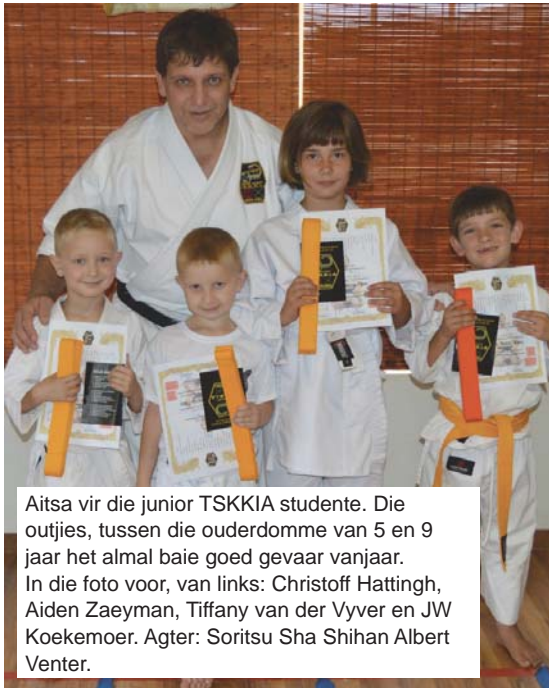 Aitsa vir die junior TSKKIA studente. Die
outjies, tussen die ouderdomme van 5 en 9
jaar het almal baie goed gevaar vanjaar.
In die foto voor, van links: Christoff Hattingh,
Aiden Zaeyman, Tiffany van der Vyver en JW
Koekemoer. Agter: Soritsu Sha Shihan Albert
Venter.